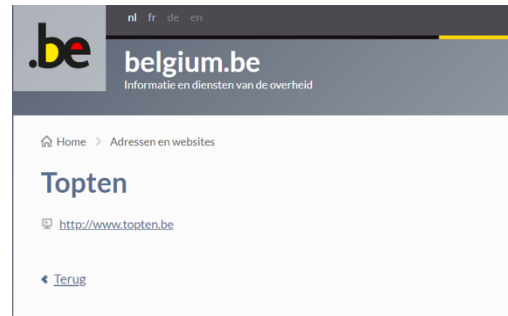 nl fr de en
.be
belgium.be
Informatie en diensten van de overheid
Home > Adressen en websites
Topten
http://www.topten.be
Terug